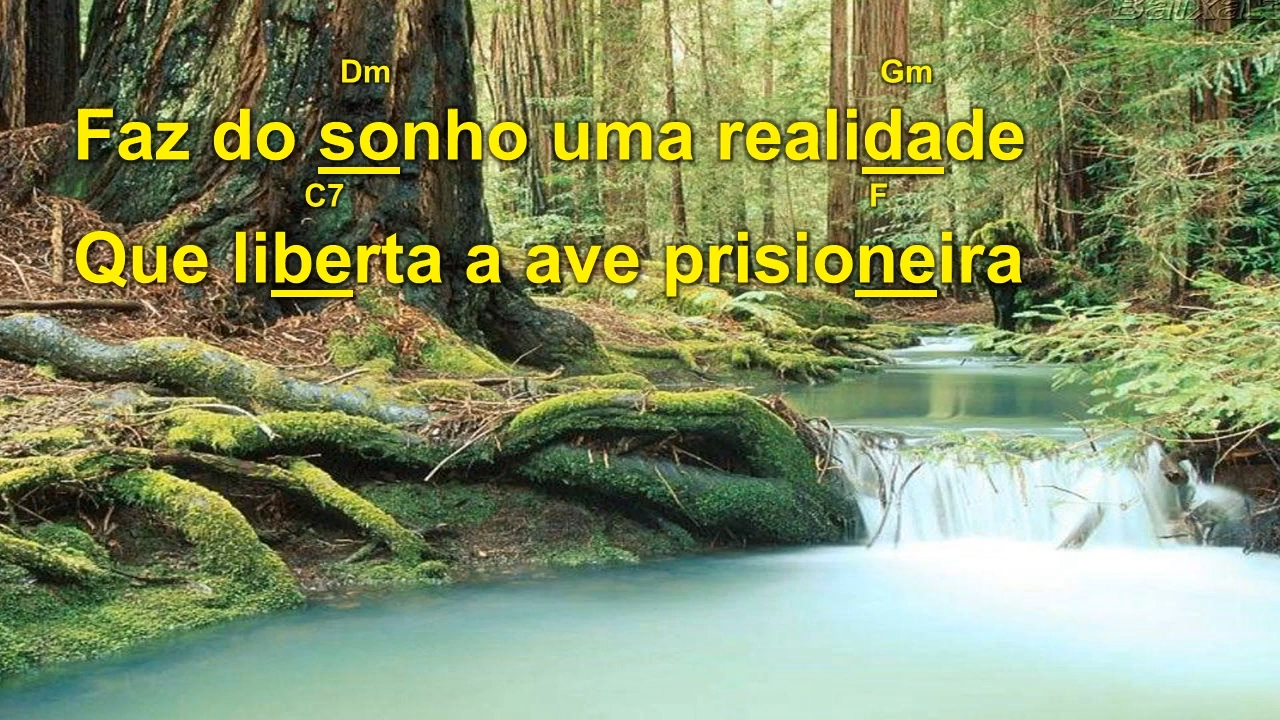 Dm Gm
Faz do sonho uma realidade
C7 F
Que liberta a ave prisioneira